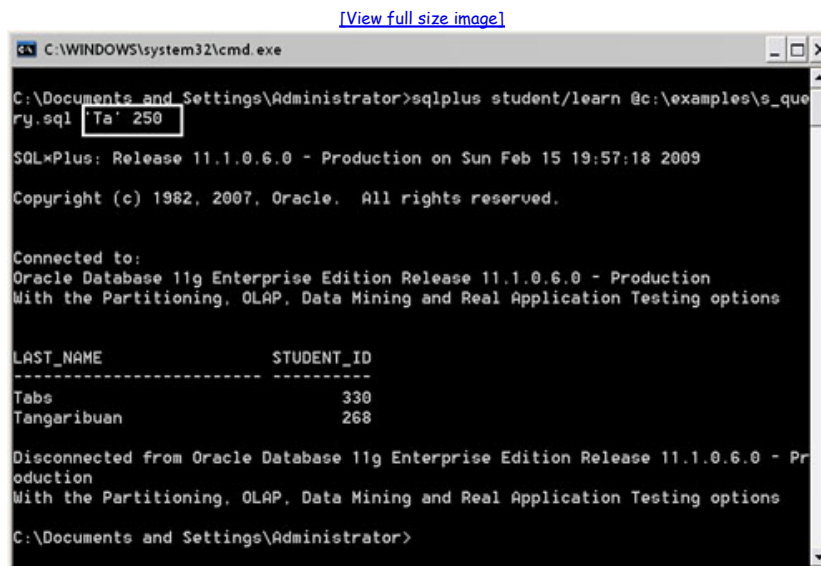 [View full size image]
C:\WINDOWS\system32\cmd.exe
C:\Documents and Settings\Administrator>sqlplus student/learn @c:\examples\s_que
ry.sql 'Ta' 250
SQL*Plus: Release 11.1.0.6.0 - Production on Sun Feb 15 19:57:18 2009
Copyright (c) 1982, 2007, Oracle.  All rights reserved.
Connected to:
Oracle Database 11g Enterprise Edition Release 11.1.0.6.0 - Production
With the Partitioning, OLAP, Data Mining and Real Application Testing options
LAST_NAME                 STUDENT_ID
------------------------- ----------
Tabs                             330
Tangaribuan                      268
Disconnected from Oracle Database 11g Enterprise Edition Release 11.1.0.6.0 - Pr
oduction
With the Partitioning, OLAP, Data Mining and Real Application Testing options
C:\Documents and Settings\Administrator>